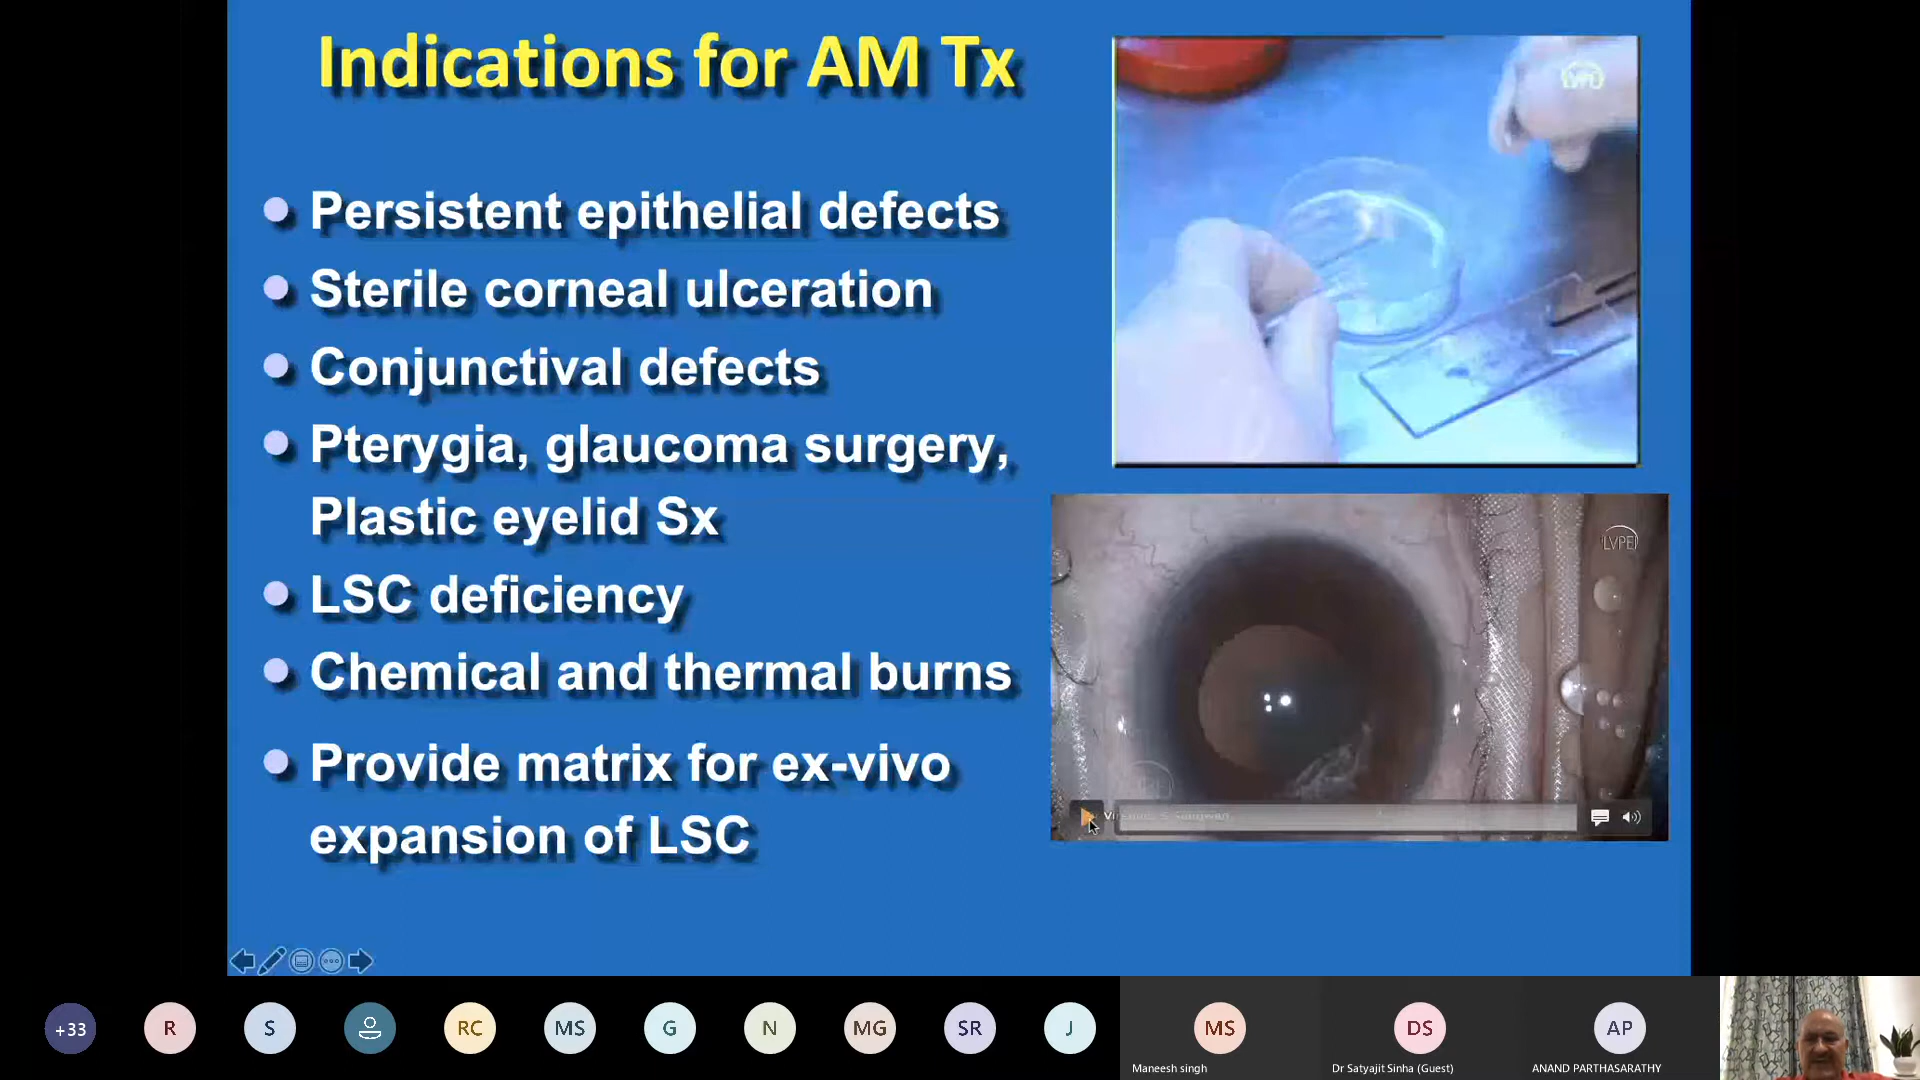 Indications for AM Tx
Persistent epithelial defects
Sterile corneal ulceration
Conjunctival defects
Pterygia, glaucoma surgery,
Plastic eyelid Sx
LSC deficiency
Chemical and thermal burns
Provide matrix for ex-vivo
expansion of LSC
LVPEI
+33
R
S
RC
MS
G
N
MG
SR
J
MS
Maneesh singh
DS
Dr Satyajit Sinha (Guest)
AP
ANAND PARTHASARATHY